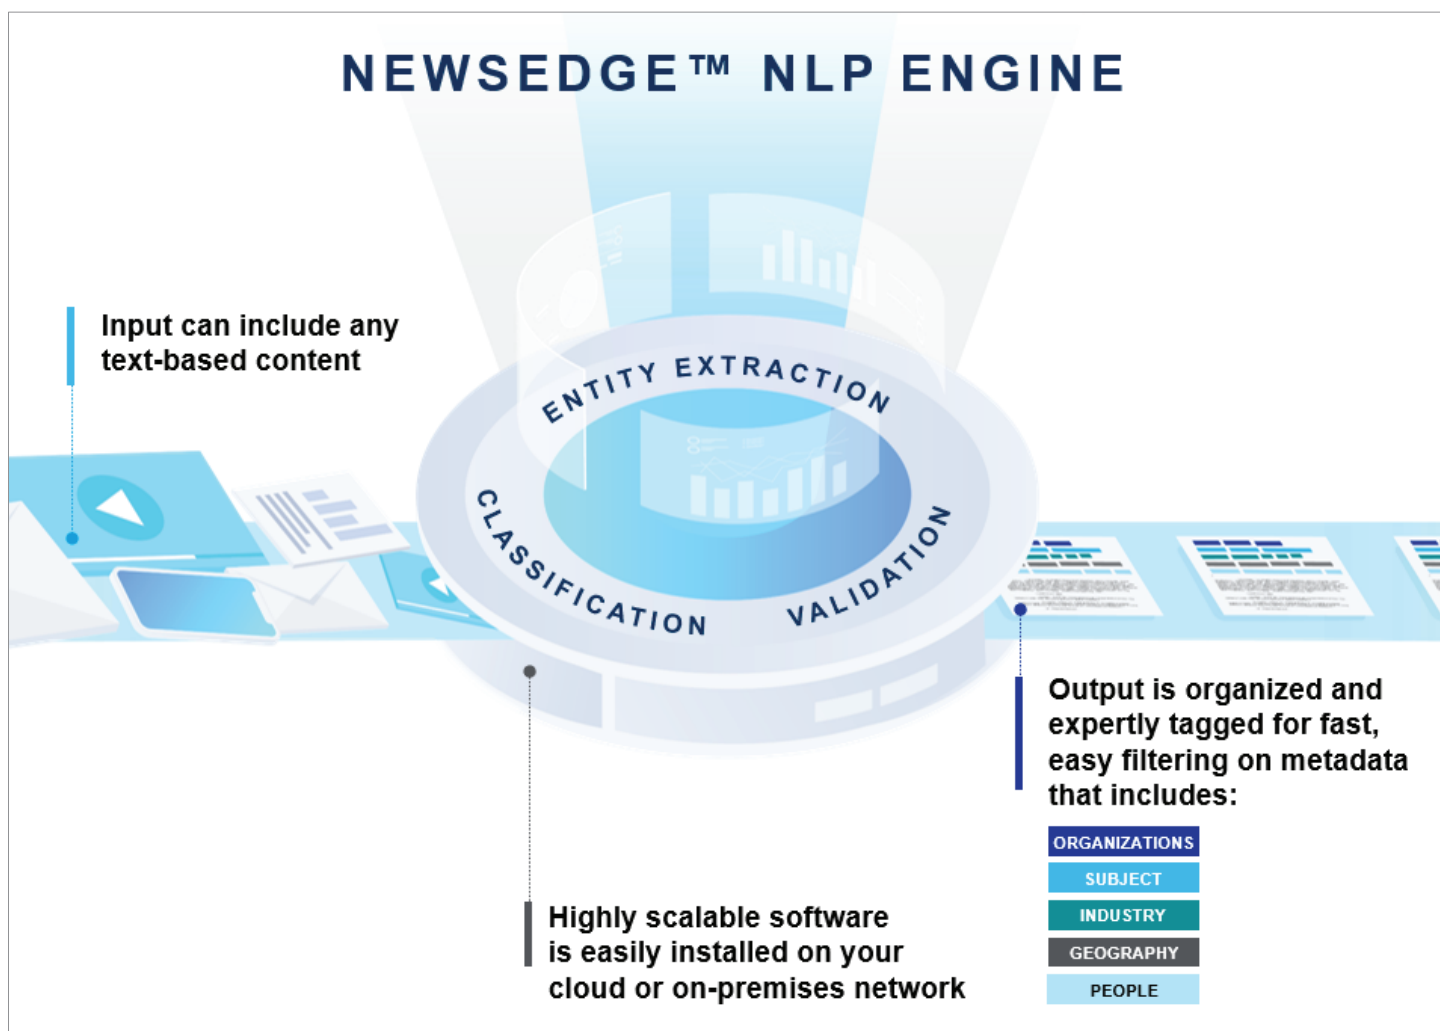 NEWSEDGE™ NLP ENGINE
Input can include any
text-based content
ENTITY EXTRACTION
CLASSIFICATION
VALIDATION
Output is organized and
expertly tagged for fast,
easy filtering on metadata
that includes:
ORGANIZATIONS
SUBJECT
INDUSTRY
GEOGRAPHY
PEOPLE
Highly scalable software
is easily installed on your
cloud or on-premises network